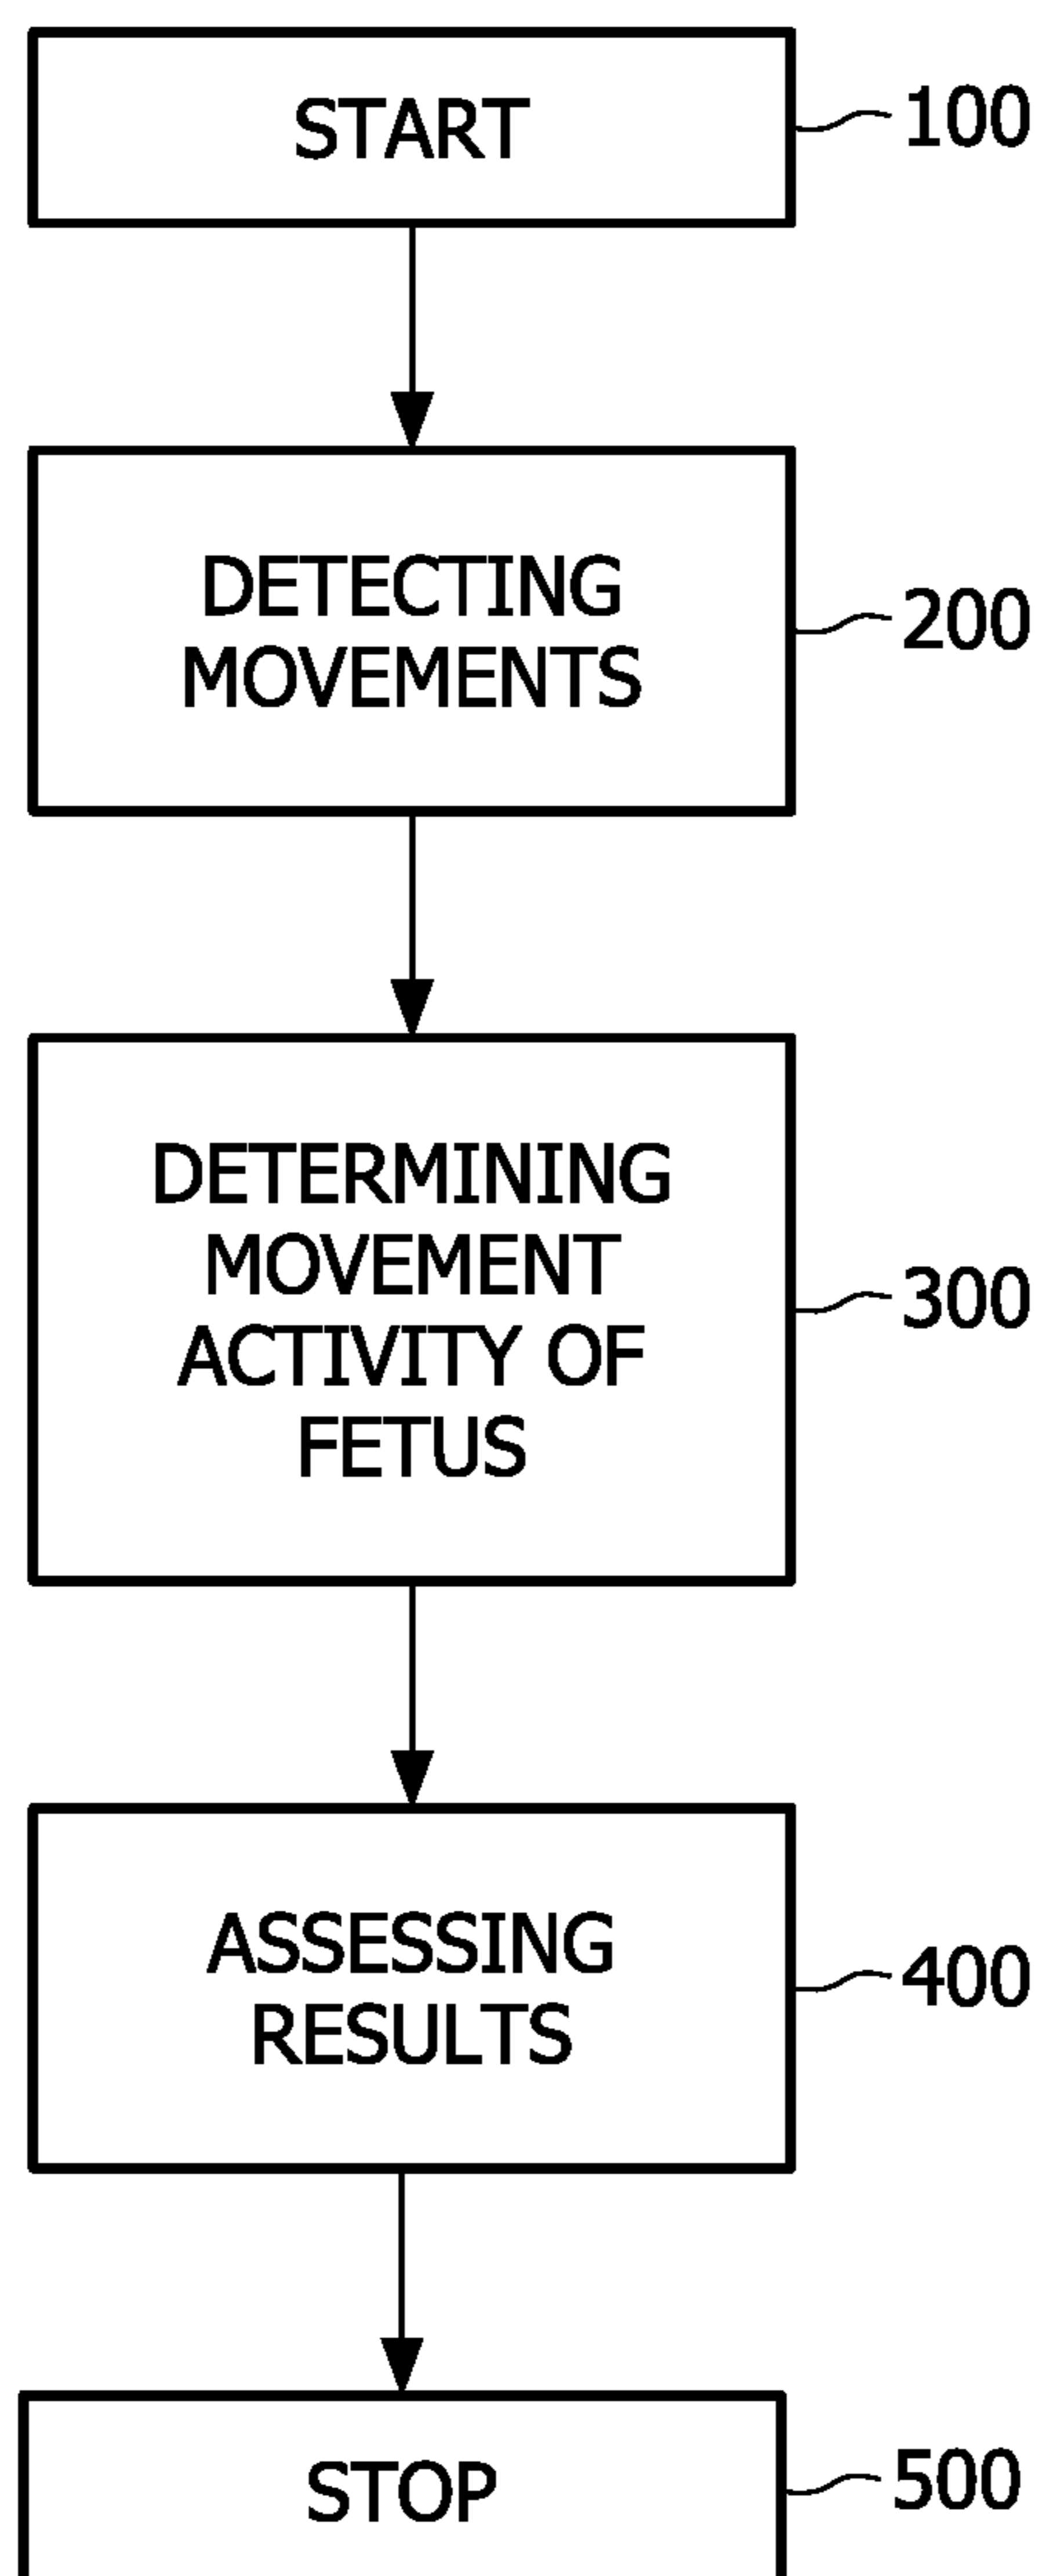 START
100
DETECTING
MOVEMENTS
200
DETERMINING
MOVEMENT
ACTIVITY OF
FETUS
300
ASSESSING
RESULTS
400
STOP
500